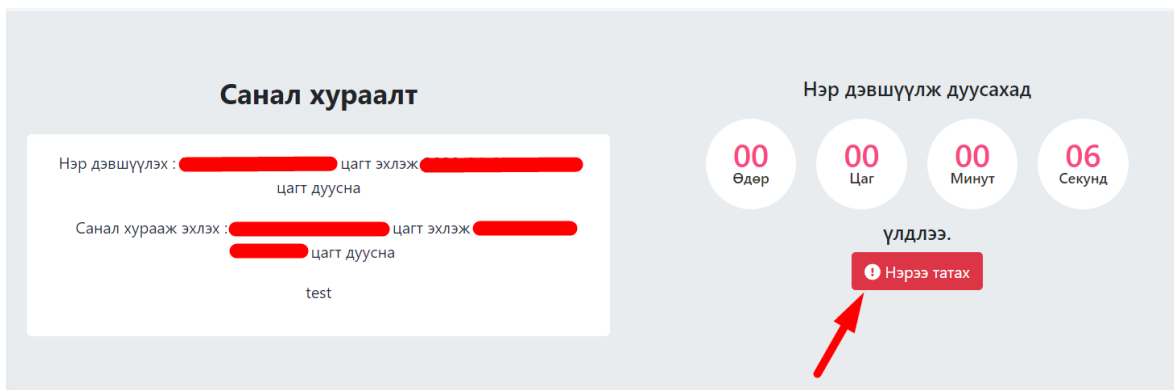 Санал хураалт
Нэр дэвшүүлэх : цагт эхлэж
цагт дуусна
Санал хурааж эхлэх : цагт эхлэж
цагт дуусна
test
Нэр дэвшүүлж дуусахад
00 00 00 06
Өдөр Цаг Минут Секунд
үлдлээ.
Нэрээ татах